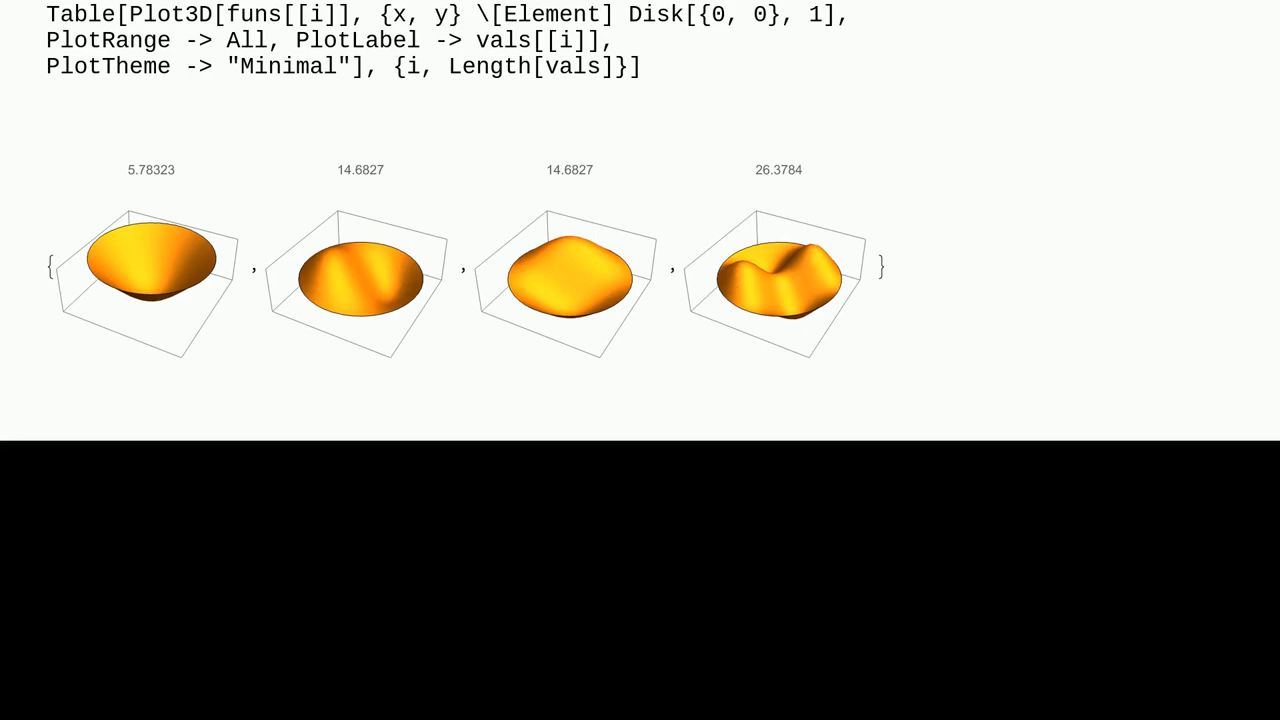 Table[Plot3D[funs[[i]], {x, y} \[Element] Disk[{0, 0}, 1],
PlotRange -> All, PlotLabel -> vals[[i]],
PlotTheme -> "Minimal"], {i, Length[vals]}]
5.78323 14.6827 14.6827 26.3784
{ , , , }